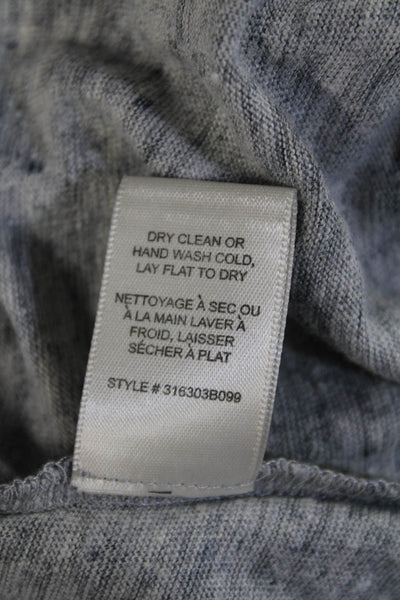 DRY CLEAN OR
HAND WASH COLD,
LAY FLAT TO DRY
NETTOYAGE À SEC OU
À LA MAIN LAVER À
FROID, LAISSER
SÉCHER À PLAT
STYLE # 316303B099